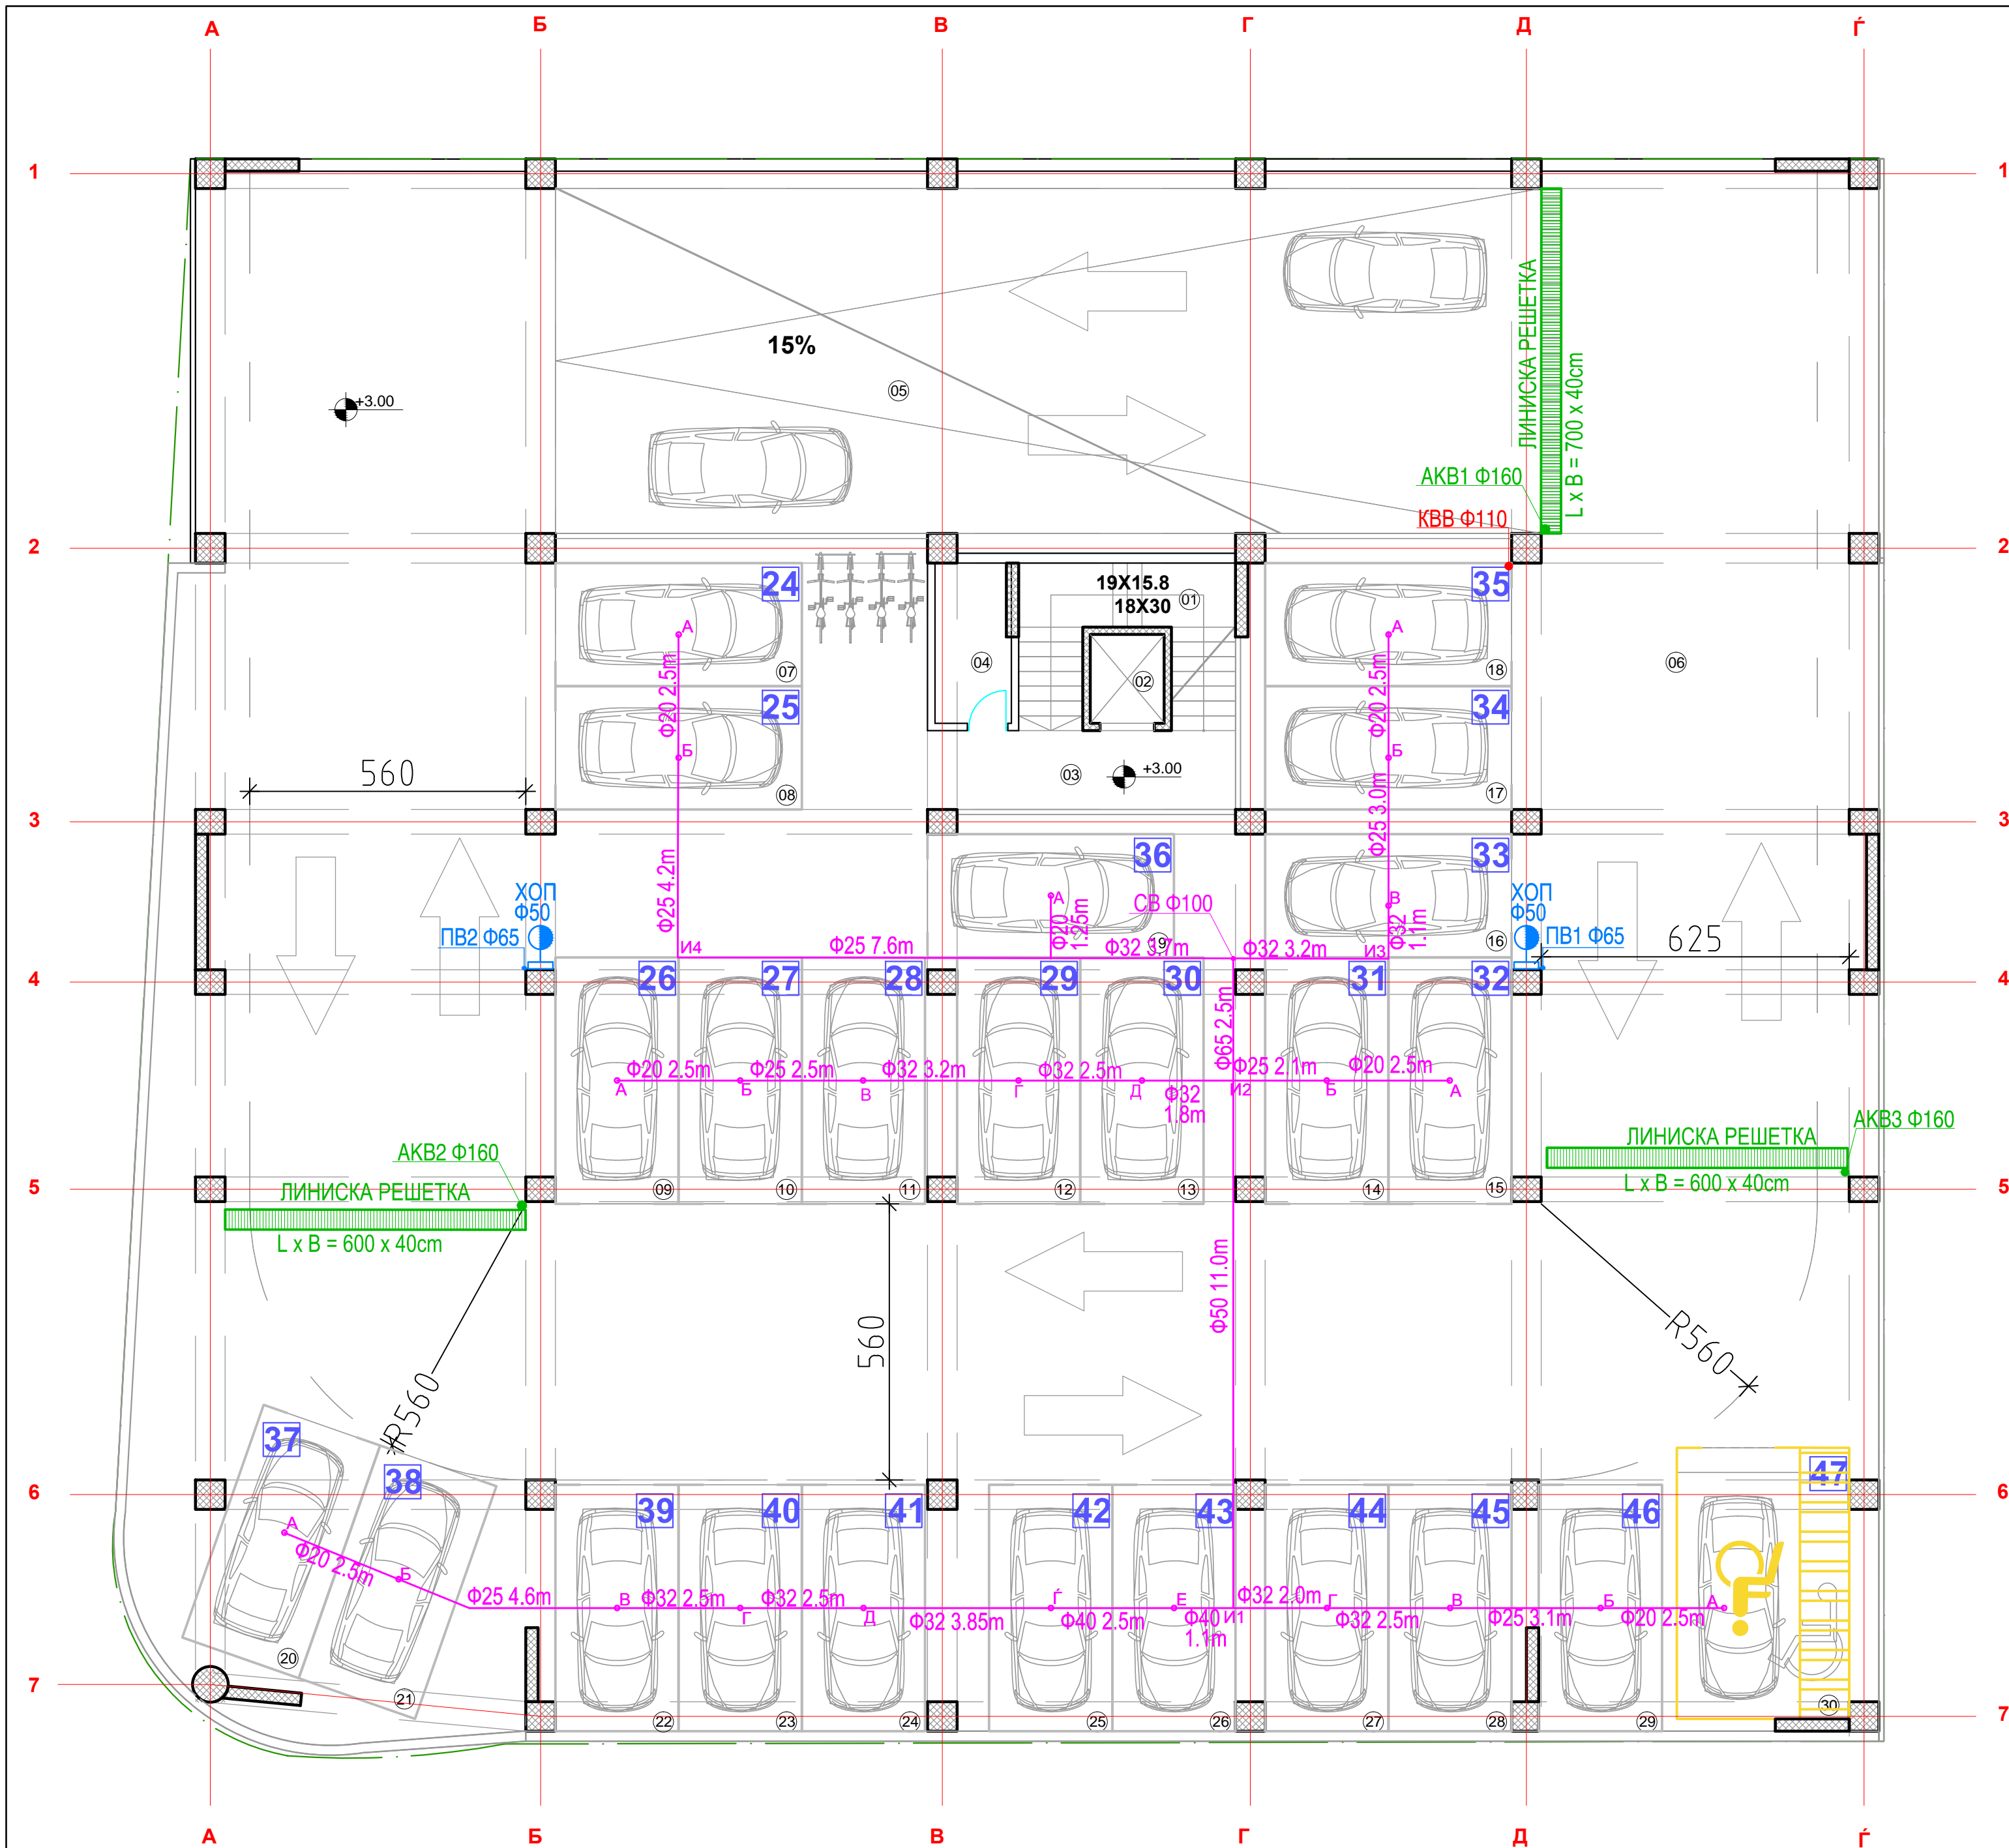 А Б В Г Д Ѓ
1 1
ЛИНИСКА РЕШЕТКА
L x B = 700 x 40cm
15%
05
+3.00
АКВ1 Ф160
КВВ Ф110
2 2
24
35
19X15.8
18X30
01
А
А
04
07
02
18
06
Ф20 2.5m
Ф20 2.5m
25
34
Б
Б
560
03
+3.00
08
17
3 3
Ф25 3.0m
36
33
ХОП
Ф50
ХОП
Ф50
А
СВ Ф100
В
Ф25 4.2m
Ф20
1.25m
Ф32
1.1m
ПВ2 Ф65
ПВ1 Ф65
625
19
16
И4
Ф25 7.6m
Ф32 3.7m
Ф32 3.2m
И3
4 4
26
27
28
29
30
31
32
Ф65 2.5m
Ф20 2.5m
Ф25 2.5m
Ф32 3.2m
Ф32 2.5m
Ф25 2.1m
Ф20 2.5m
А
Б
В
Г
Д
Ф32
1.8m
И2
Б
А
АКВ2 Ф160
ЛИНИСКА РЕШЕТКА
L x B = 600 x 40cm
АКВ3 Ф160
ЛИНИСКА РЕШЕТКА
L x B = 600 x 40cm
5 5
09
10
11
12
13
14
15
Ф50 11.0m
560
R560
R560
37
38
47
6 6
39
40
41
42
43
44
45
46
А
Ф20 2.5m
Б
Ф25 4.6m
В
Ф32 2.5m
Г
Ф32 2.5m
Д
Ф32 3.85m
Ѓ
Ф40 2.5m
Е
Ф40
1.1m
И1
Ф32 2.0m
Г
Ф32 2.5m
В
Ф25 3.1m
Б
Ф20 2.5m
А
20
21
7 7
22
23
24
25
26
27
28
29
30
А Б В Г Д Ѓ